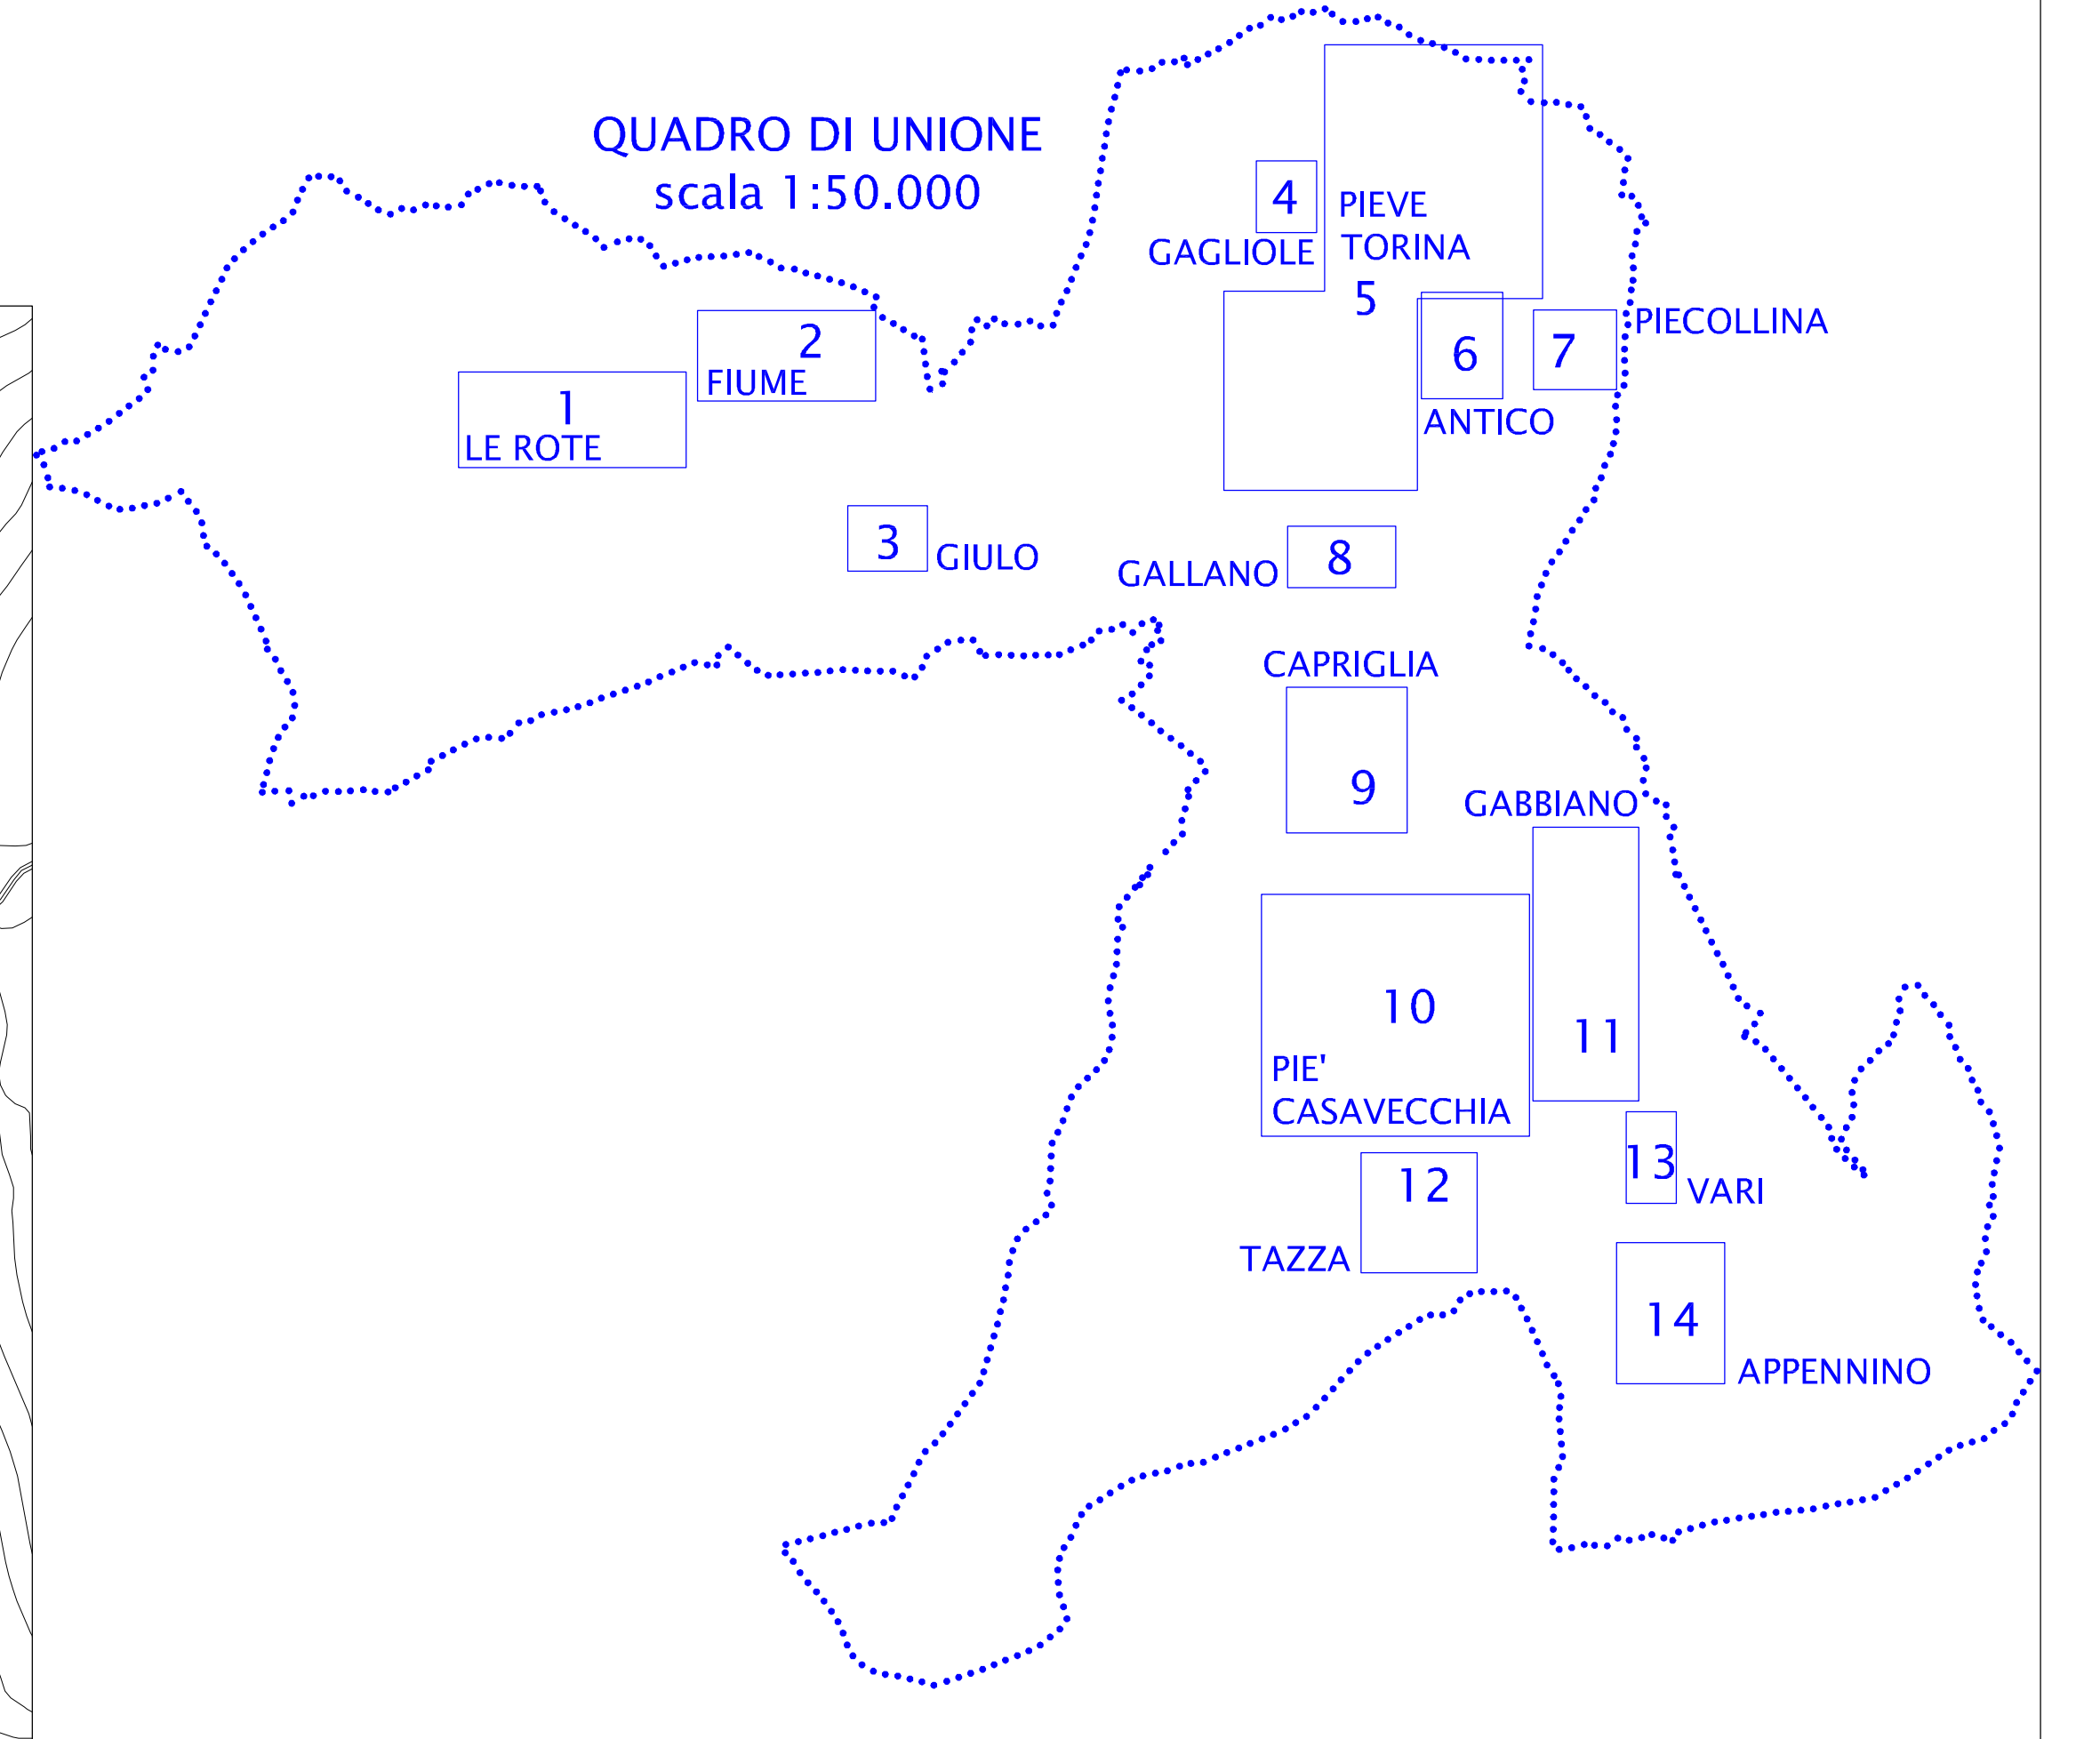 QUADRO DI UNIONE
scala 1:50.000
1
LE ROTE
2
FIUME
3
GIULO
4
GAGLIOLE
PIEVE
TORINA
5
6
ANTICO
7
PIECOLLINA
GALLANO
8
CAPRIGLIA
9
GABBIANO
11
10
PIE'
CASAVECCHIA
12
TAZZA
13
VARI
14
APPENNINO